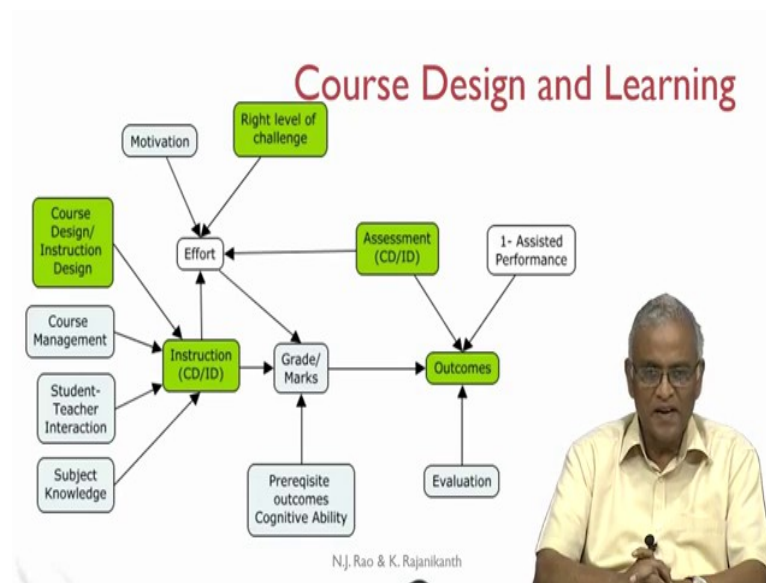 Course Design and Learning
Motivation
Right level of
challenge
Course
Design/
Instruction
Design
Effort
Assessment
(CD/ID)
1- Assisted
Performance
Course
Management
Instruction
(CD/ID)
Grade/
Marks
Outcomes
Student-
Teacher
Interaction
Subject
Knowledge
Prereqisite
outcomes
Cognitive Ability
Evaluation
N.J. Rao & K. Rajanikanth